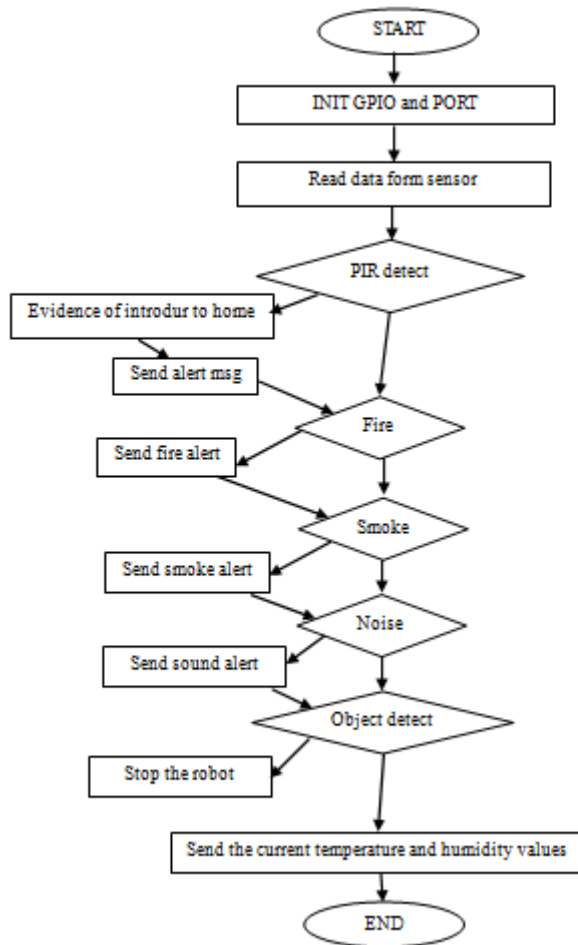 START
INIT GPIO and PORT
Read data form sensor
PIR detect
Evidence of introdur to home
Send alert msg
Fire
Send fire alert
Smoke
Send smoke alert
Noise
Send sound alert
Object detect
Stop the robot
Send the current temperature and humidity values
END